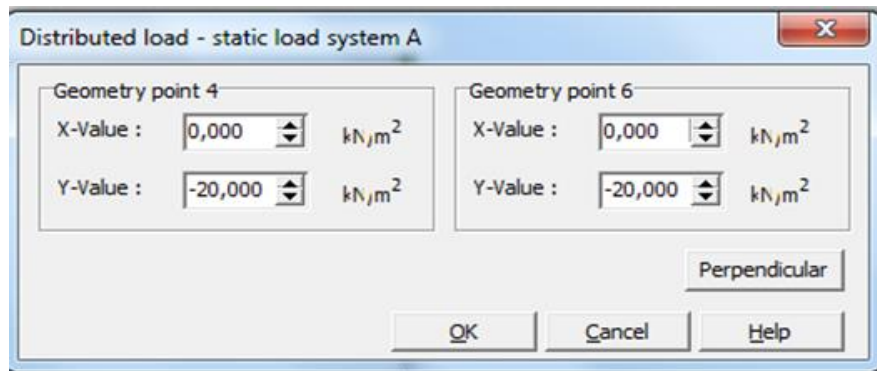 Distributed load - static load system A
Geometry point 4
X-Value : 0,000 kN/m²
Y-Value : -20,000 kN/m²
Geometry point 6
X-Value : 0,000 kN/m²
Y-Value : -20,000 kN/m²
Perpendicular
OK Cancel Help